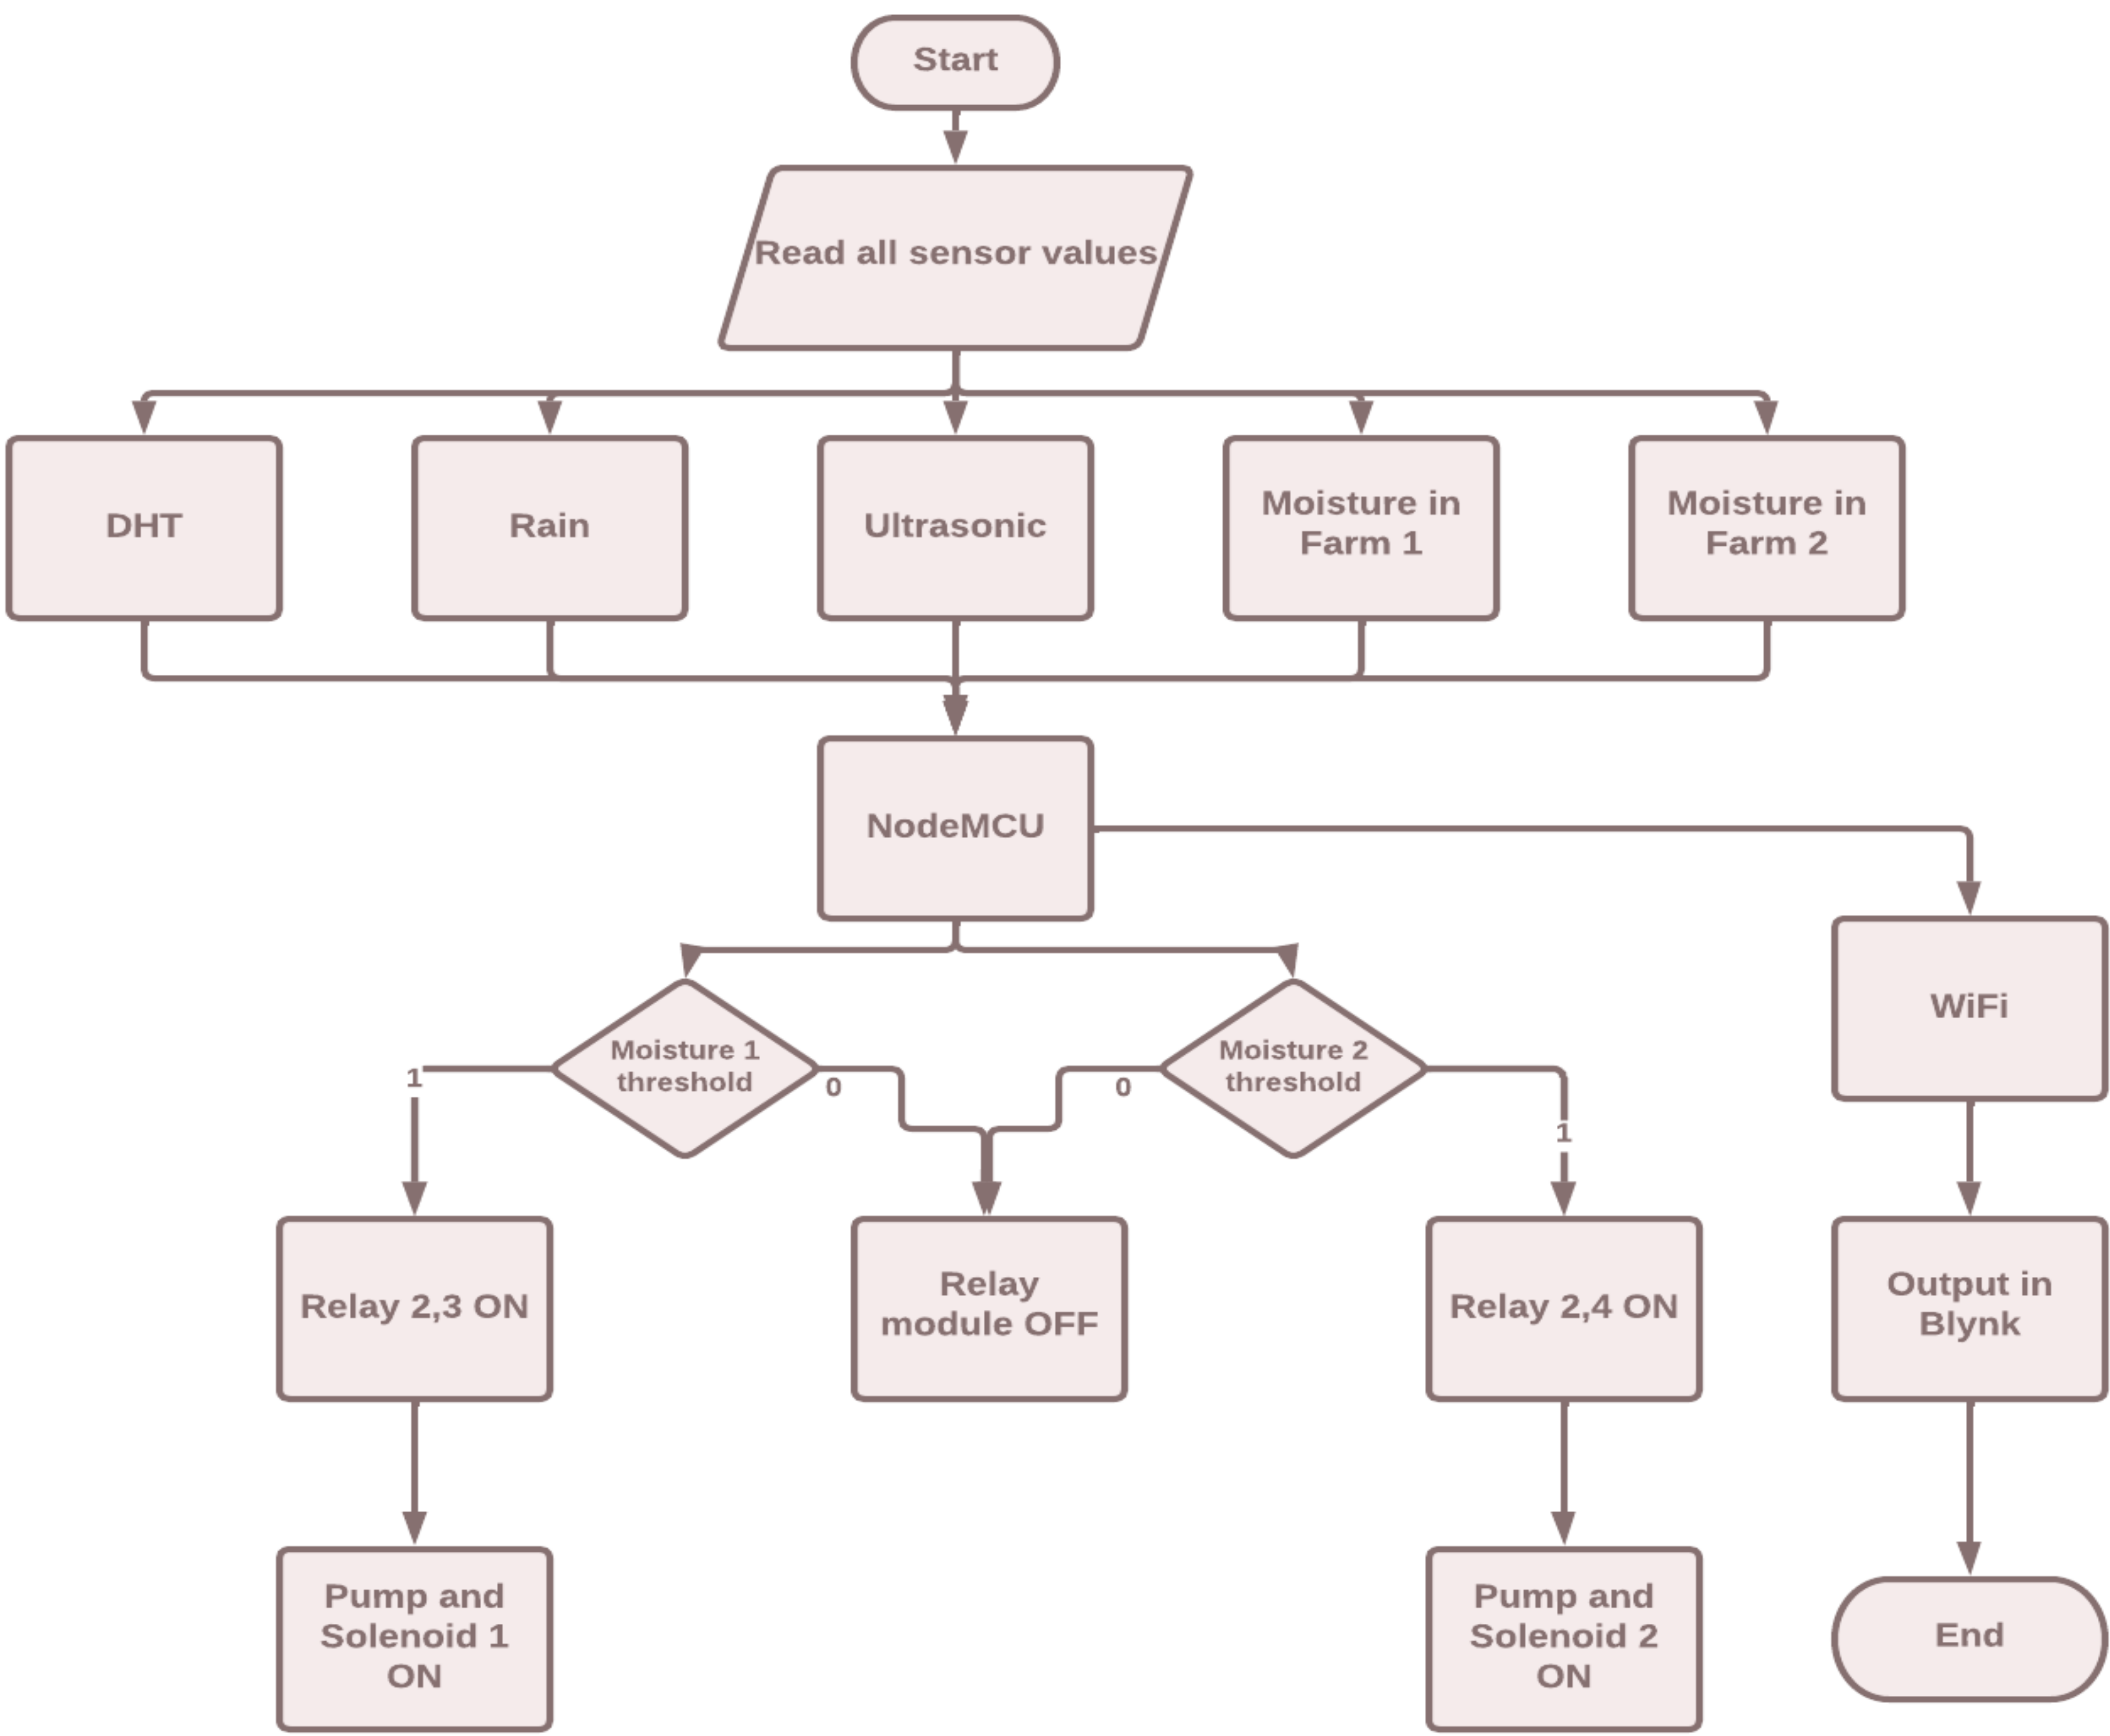 Start
Read all sensor values
DHT
Rain
Ultrasonic
Moisture in
Farm 1
Moisture in
Farm 2
NodeMCU
WiFi
Moisture 1
threshold
Moisture 2
threshold
1
0
0
1
Relay 2,3 ON
Relay
module OFF
Relay 2,4 ON
Output in
Blynk
Pump and
Solenoid 1
ON
Pump and
Solenoid 2
ON
End